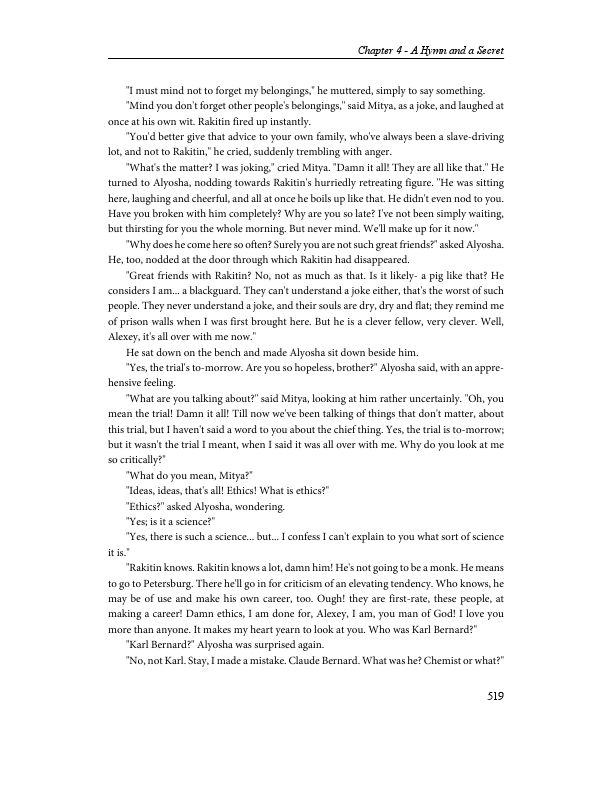 Chapter 4 - A Hymn and a Secret
"I must mind not to forget my belongings," he muttered, simply to say something.
"Mind you don't forget other people's belongings," said Mitya, as a joke, and laughed at
once at his own wit. Rakitin fired up instantly.
"You'd better give that advice to your own family, who've always been a slave-driving
lot, and not to Rakitin," he cried, suddenly trembling with anger.
"What's the matter? I was joking," cried Mitya. "Damn it all! They are all like that." He
turned to Alyosha, nodding towards Rakitin's hurriedly retreating figure. "He was sitting
here, laughing and cheerful, and all at once he boils up like that. He didn't even nod to you.
Have you broken with him completely? Why are you so late? I've not been simply waiting,
but thirsting for you the whole morning. But never mind. We'll make up for it now."
"Why does he come here so often? Surely you are not such great friends?" asked Alyosha.
He, too, nodded at the door through which Rakitin had disappeared.
"Great friends with Rakitin? No, not as much as that. Is it likely- a pig like that? He
considers I am... a blackguard. They can't understand a joke either, that's the worst of such
people. They never understand a joke, and their souls are dry, dry and flat; they remind me
of prison walls when I was first brought here. But he is a clever fellow, very clever. Well,
Alexey, it's all over with me now."
He sat down on the bench and made Alyosha sit down beside him.
"Yes, the trial's to-morrow. Are you so hopeless, brother?" Alyosha said, with an appre-
hensive feeling.
"What are you talking about?" said Mitya, looking at him rather uncertainly. "Oh, you
mean the trial! Damn it all! Till now we've been talking of things that don't matter, about
this trial, but I haven't said a word to you about the chief thing. Yes, the trial is to-morrow;
but it wasn't the trial I meant, when I said it was all over with me. Why do you look at me
so critically?"
"What do you mean, Mitya?"
"Ideas, ideas, that's all! Ethics! What is ethics?"
"Ethics?" asked Alyosha, wondering.
"Yes; is it a science?"
"Yes, there is such a science... but... I confess I can't explain to you what sort of science
it is."
"Rakitin knows. Rakitin knows a lot, damn him! He's not going to be a monk. He means
to go to Petersburg. There he'll go in for criticism of an elevating tendency. Who knows, he
may be of use and make his own career, too. Ough! they are first-rate, these people, at
making a career! Damn ethics, I am done for, Alexey, I am, you man of God! I love you
more than anyone. It makes my heart yearn to look at you. Who was Karl Bernard?"
"Karl Bernard?" Alyosha was surprised again.
"No, not Karl. Stay, I made a mistake. Claude Bernard. What was he? Chemist or what?"
519